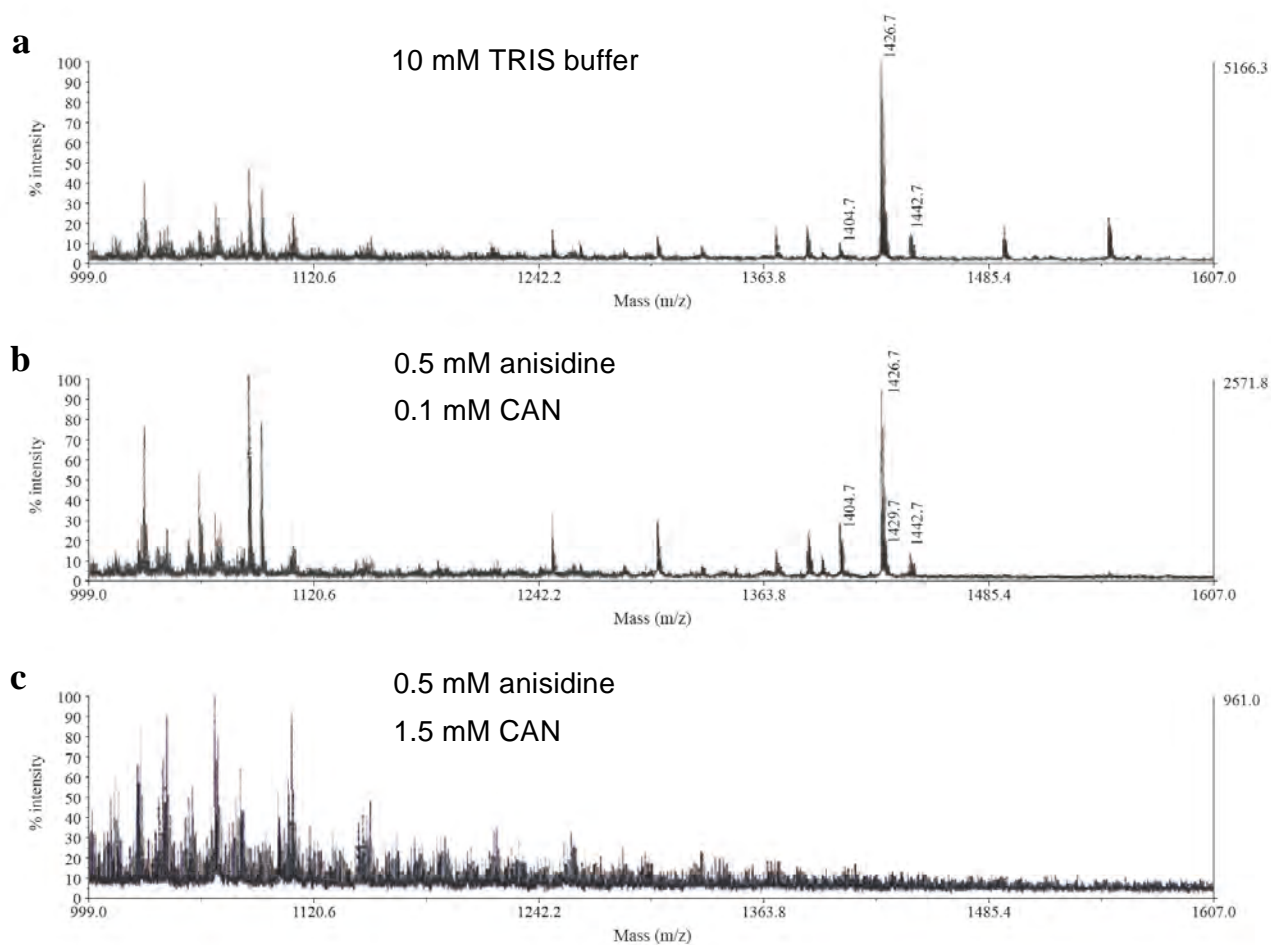 a
10 mM TRIS buffer
1426.7
100
90
80
70
60
50
40
30
20
10
0
% intensity
5166.3
1404.7
1442.7
999.0 1120.6 1242.2 1363.8 1485.4 1607.0
Mass (m/z)
b
0.5 mM anisidine
0.1 mM CAN
1426.7
100
90
80
70
60
50
40
30
20
10
0
% intensity
2571.8
1404.7
1429.7
1442.7
999.0 1120.6 1242.2 1363.8 1485.4 1607.0
Mass (m/z)
c
0.5 mM anisidine
1.5 mM CAN
100
90
80
70
60
50
40
30
20
10
0
% intensity
961.0
999.0 1120.6 1242.2 1363.8 1485.4 1607.0
Mass (m/z)